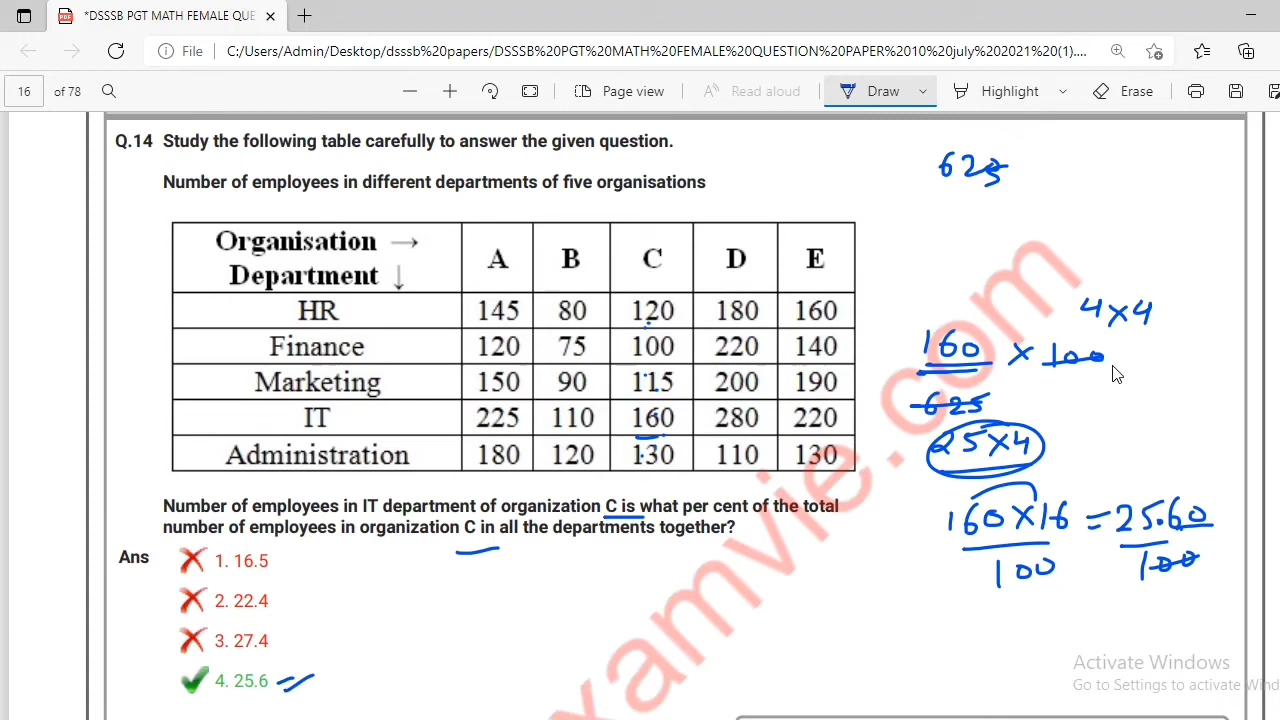 *DSSSB PGT MATH FEMALE QUE
File C:/Users/Admin/Desktop/dsssb%20papers/DSSSB%20PGT%20MATH%20FEMALE%20QUESTION%20PAPER%2010%20july%202021%20(1)....
16 of 78 Page view Read aloud Draw Highlight Erase
Q.14 Study the following table carefully to answer the given question.
Number of employees in different departments of five organisations
Organisation → A B C D E
Department ↓
HR 145 80 120 180 160
Finance 120 75 100 220 140
Marketing 150 90 115 200 190
IT 225 110 160 280 220
Administration 180 120 130 110 130
Number of employees in IT department of organization C is what per cent of the total
number of employees in organization C in all the departments together?
Ans 1. 16.5
2. 22.4
3. 27.4
4. 25.6
625
4 x 4
160 x 100
625
25 x 4
160 x 16 = 25.60
100 100
examvie.com
Activate Windows
Go to Settings to activate Wind